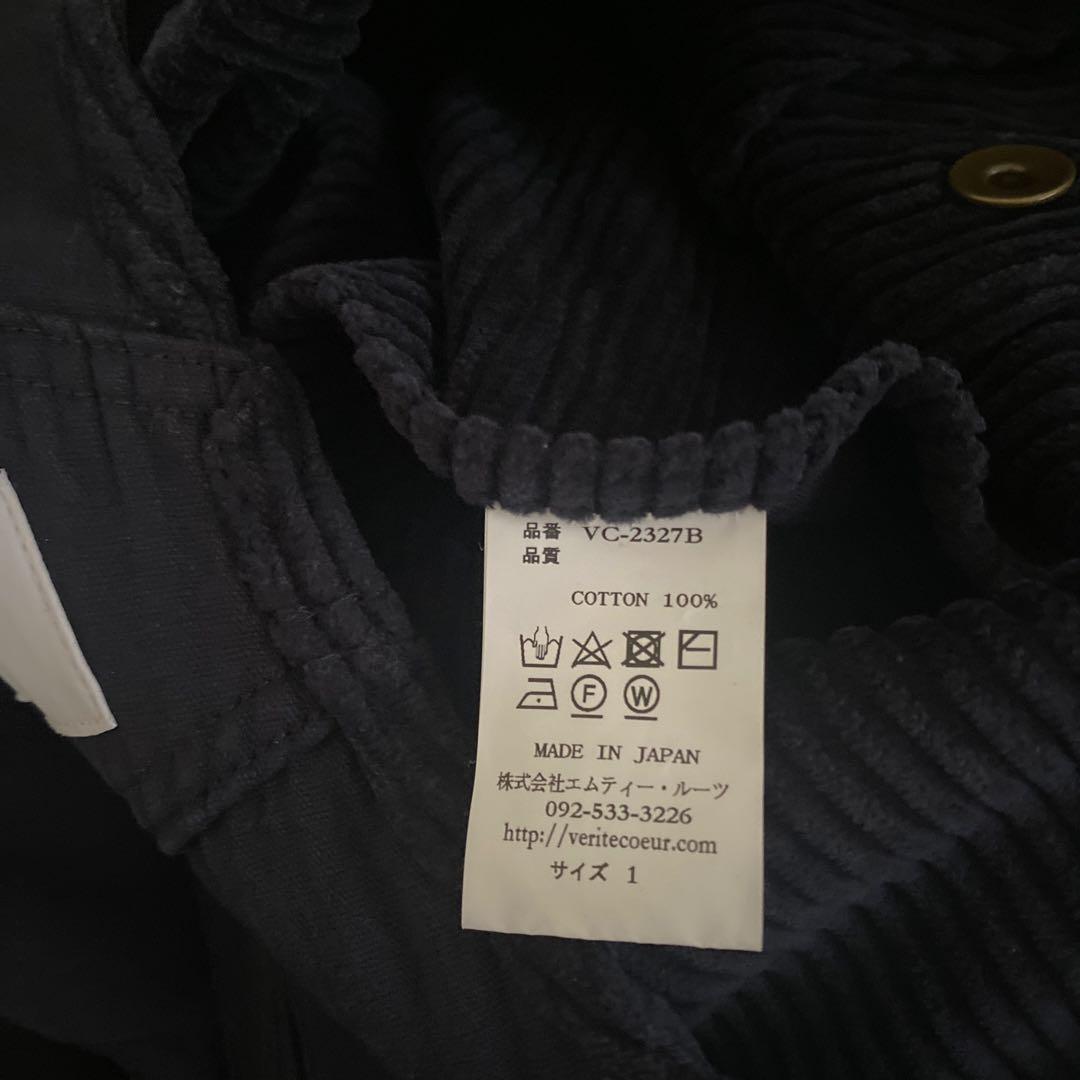 品番 VC-2327B
品質
COTTON 100%
F W
MADE IN JAPAN
株式会社エムティー・ルーツ
092-533-3226
http://veritecoeur.com
サイズ 1